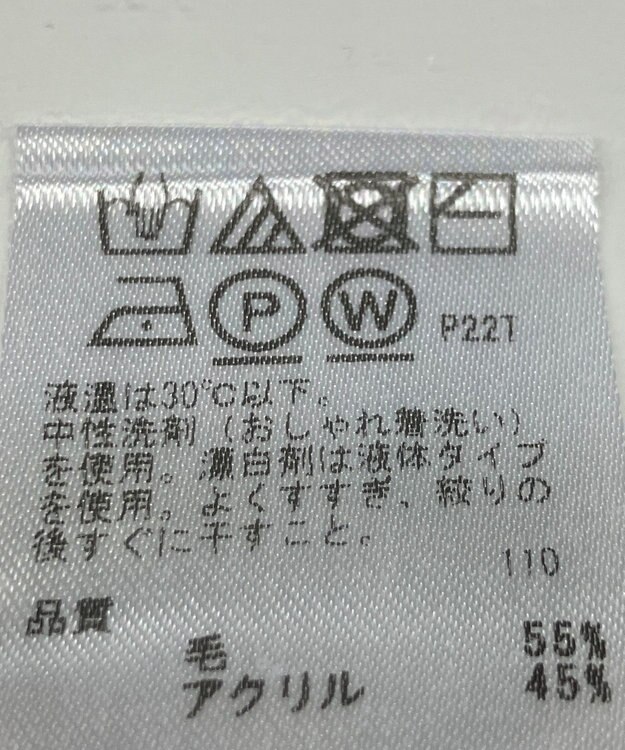 P W P22T
液温は30℃以下。
中性洗剤（おしゃれ着洗い）
を使用。漂白剤は液体タイプ
を使用。よくすすぎ、絞りの
後すぐに干すこと。
110
品質
毛 55%
アクリル 45%